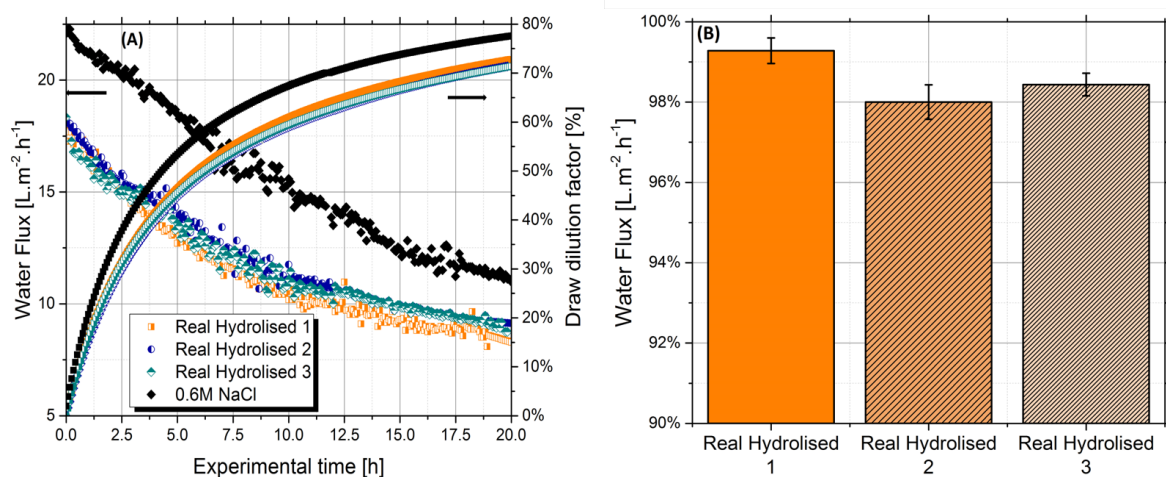 (A)
Water Flux [L.m⁻².h⁻¹]
20
15
10
5
80%
70%
60%
50%
40%
30%
20%
10%
0%
Draw dilution factor [%]
Real Hydrolised 1
Real Hydrolised 2
Real Hydrolised 3
0.6M NaCl
0.0 2.5 5.0 7.5 10.0 12.5 15.0 17.5 20.0
Experimental time [h]
(B)
Water Flux [L.m⁻².h⁻¹]
100%
98%
96%
94%
92%
90%
Real Hydrolised Real Hydrolised Real Hydrolised
1 2 3